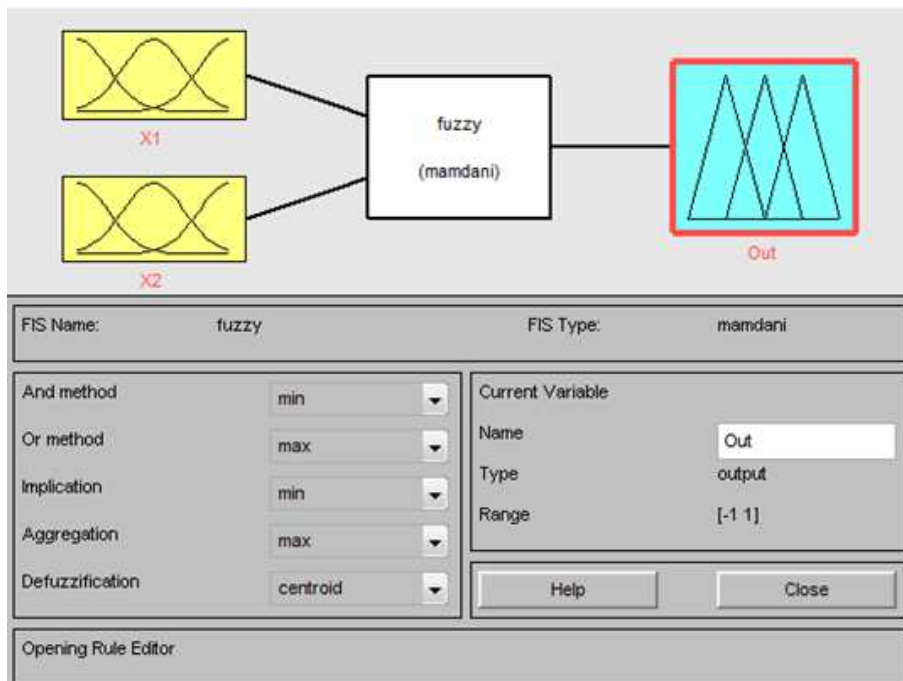 X1
fuzzy
(mamdani)
Out
X2
FIS Name: fuzzy FIS Type: mamdani
And method min
Or method max
Implication min
Aggregation max
Defuzzification centroid
Current Variable
Name Out
Type output
Range [-1 1]
Help Close
Opening Rule Editor